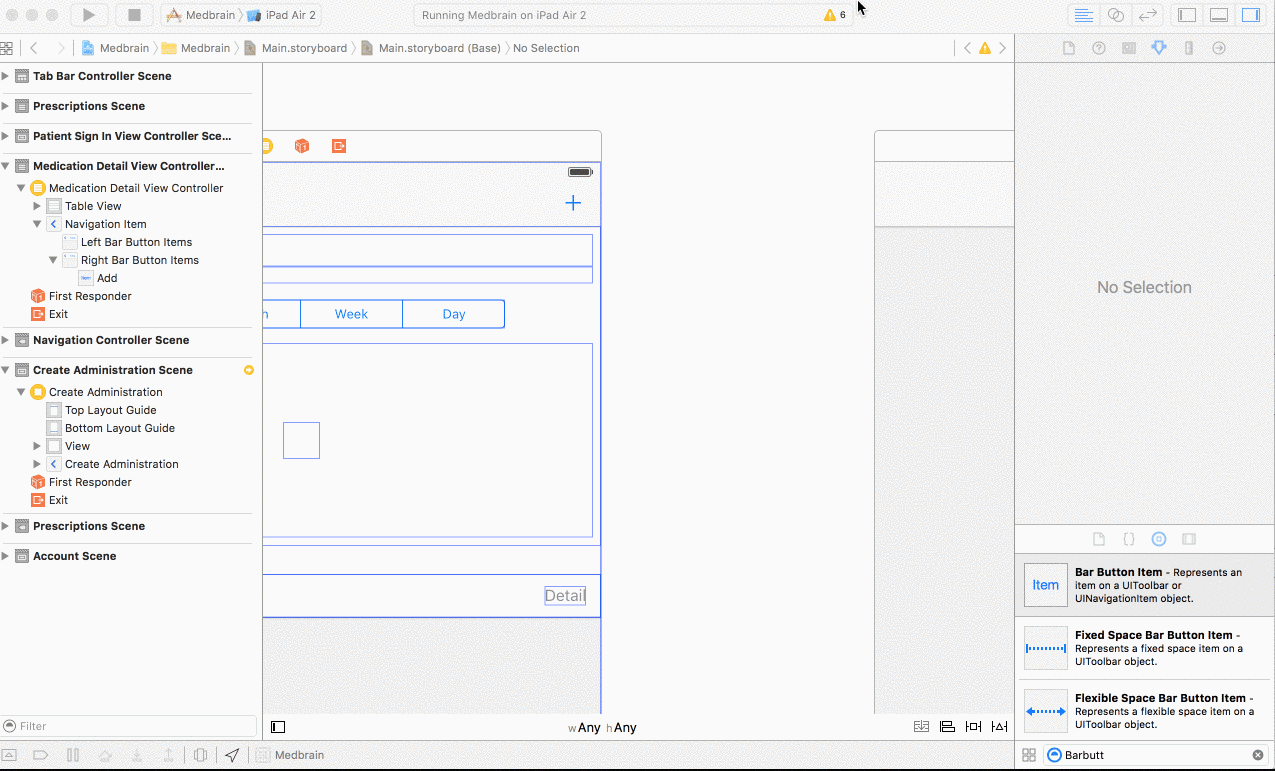 Medbrain iPad Air 2
Running Medbrain on iPad Air 2
6
Medbrain Medbrain Main.storyboard Main.storyboard (Base) No Selection
Tab Bar Controller Scene
Prescriptions Scene
Patient Sign In View Controller Sce...
Medication Detail View Controller...
Medication Detail View Controller
Table View
Navigation Item
Left Bar Button Items
Right Bar Button Items
Add
First Responder
Exit
Navigation Controller Scene
Create Administration Scene
Create Administration
Top Layout Guide
Bottom Layout Guide
View
Create Administration
First Responder
Exit
Prescriptions Scene
Account Scene
Filter
h Week Day
Detail
wAny hAny
Medbrain
No Selection
Item
Bar Button Item - Represents an
item on a UIToolbar or
UINavigationItem object.
Fixed Space Bar Button Item -
Represents a fixed space item on a
UIToolbar object.
Flexible Space Bar Button Item -
Represents a flexible space item on a
UIToolbar object.
Barbutt